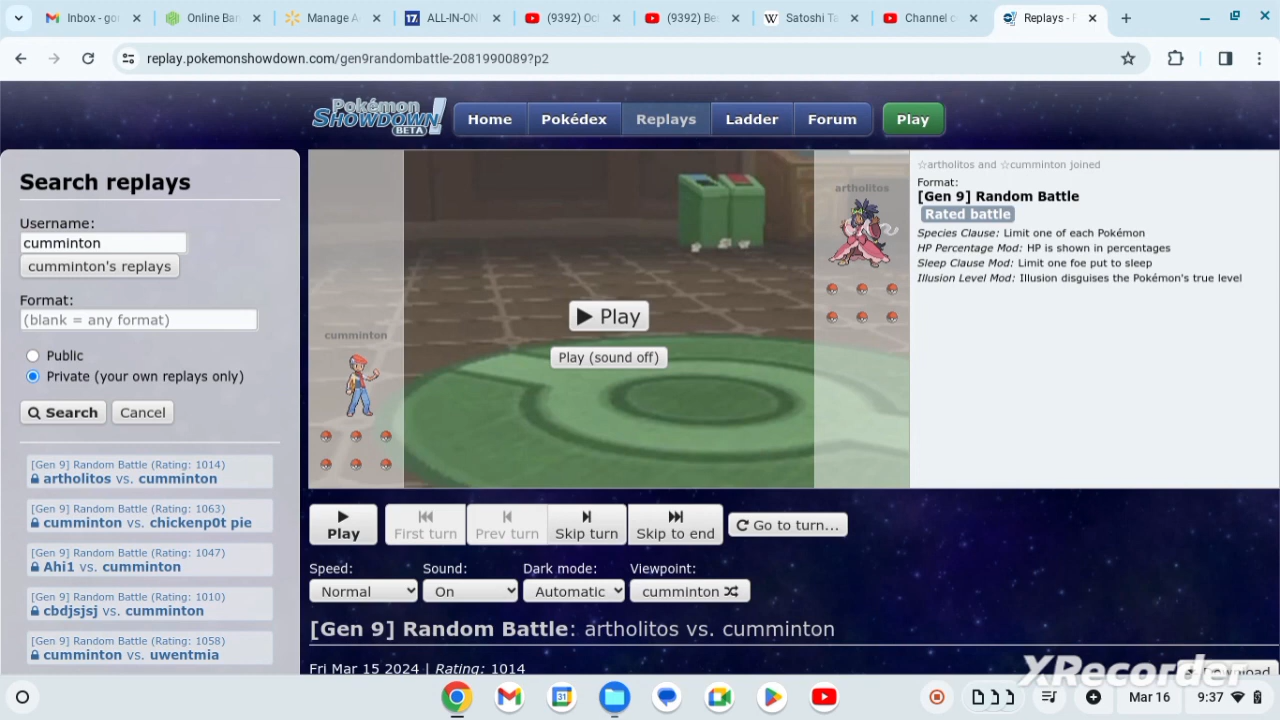 Inbox - go
Online Ban
Manage A
ALL-IN-ON
(9392) Oc
(9392) Be
Satoshi Ta
Channel c
Replays - P
replay.pokemonshowdown.com/gen9randombattle-2081990089?p2
Pokémon
SHOWDOWN!
BETA
Home
Pokédex
Replays
Ladder
Forum
Play
Search replays
Username:
cumminton
cumminton's replays
Format:
(blank = any format)
Public
Private (your own replays only)
Search
Cancel
[Gen 9] Random Battle (Rating: 1014)
artholitos vs. cumminton
[Gen 9] Random Battle (Rating: 1063)
cumminton vs. chickenp0t pie
[Gen 9] Random Battle (Rating: 1047)
Ahi1 vs. cumminton
[Gen 9] Random Battle (Rating: 1010)
cbdjsjsj vs. cumminton
[Gen 9] Random Battle (Rating: 1058)
cumminton vs. uwentmia
artholitos
cumminton
Play
Play (sound off)
☆artholitos and ☆cumminton joined
Format:
[Gen 9] Random Battle
Rated battle
Species Clause: Limit one of each Pokémon
HP Percentage Mod: HP is shown in percentages
Sleep Clause Mod: Limit one foe put to sleep
Illusion Level Mod: Illusion disguises the Pokémon's true level
Play
First turn
Prev turn
Skip turn
Skip to end
Go to turn...
Speed:
Sound:
Dark mode:
Viewpoint:
Normal
On
Automatic
cumminton
[Gen 9] Random Battle: artholitos vs. cumminton
Fri Mar 15 2024 | Rating: 1014
Download
XRecorder
31
Mar 16
9:37